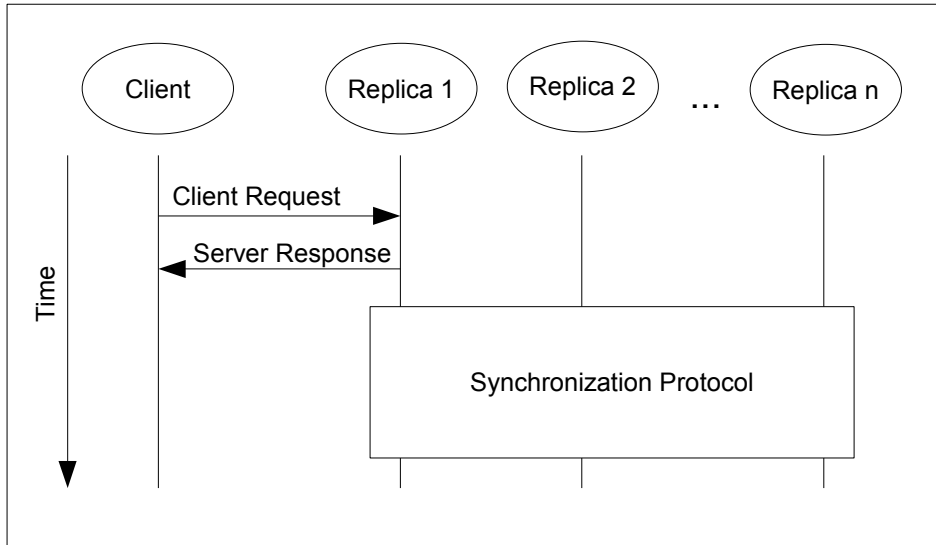 Client
Replica 1
Replica 2
...
Replica n
Client Request
Server Response
Time
Synchronization Protocol